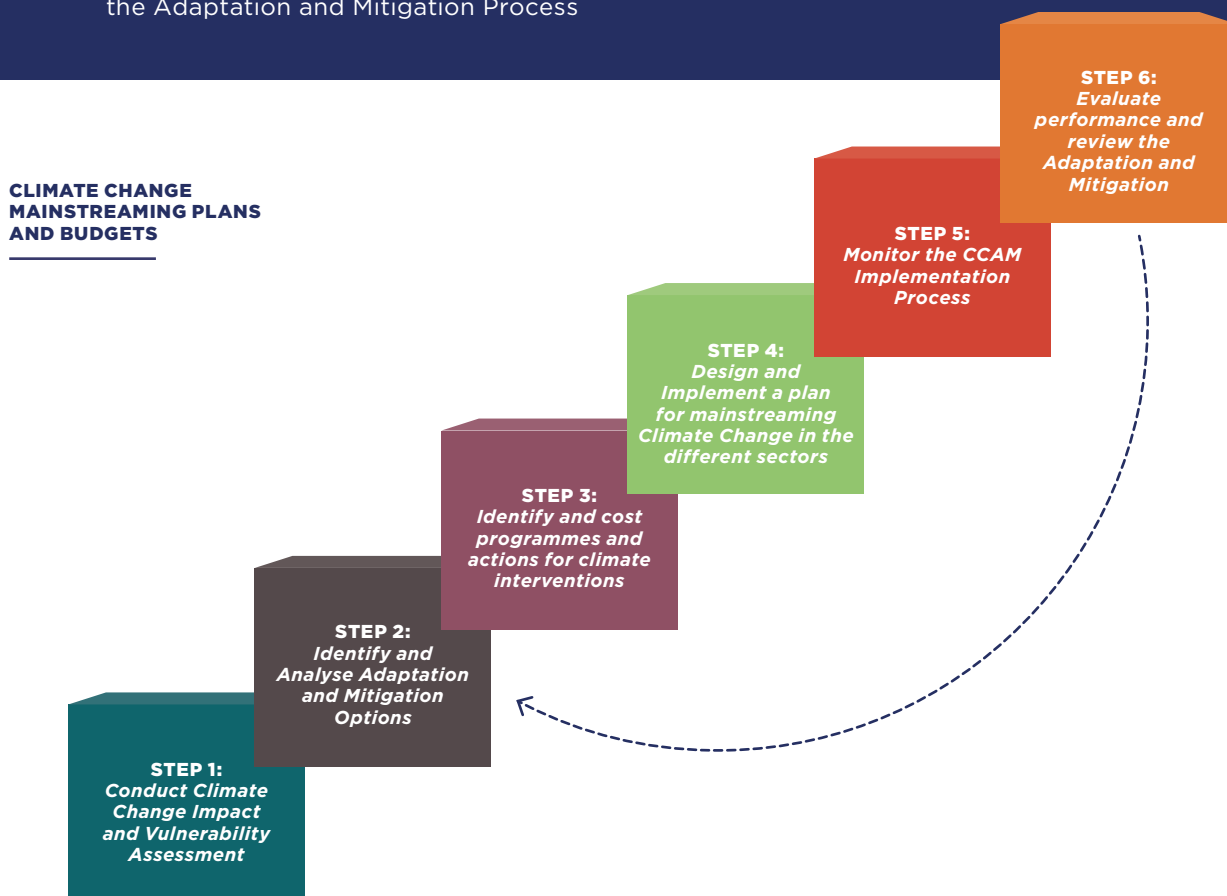 the Adaptation and Mitigation Process
CLIMATE CHANGE
MAINSTREAMING PLANS
AND BUDGETS
STEP 6:
Evaluate
performance and
review the
Adaptation and
Mitigation
STEP 5:
Monitor the CCAM
Implementation
Process
STEP 4:
Design and
Implement a plan
for mainstreaming
Climate Change in the
different sectors
STEP 3:
Identify and cost
programmes and
actions for climate
interventions
STEP 2:
Identify and
Analyse Adaptation
and Mitigation
Options
STEP 1:
Conduct Climate
Change Impact
and Vulnerability
Assessment